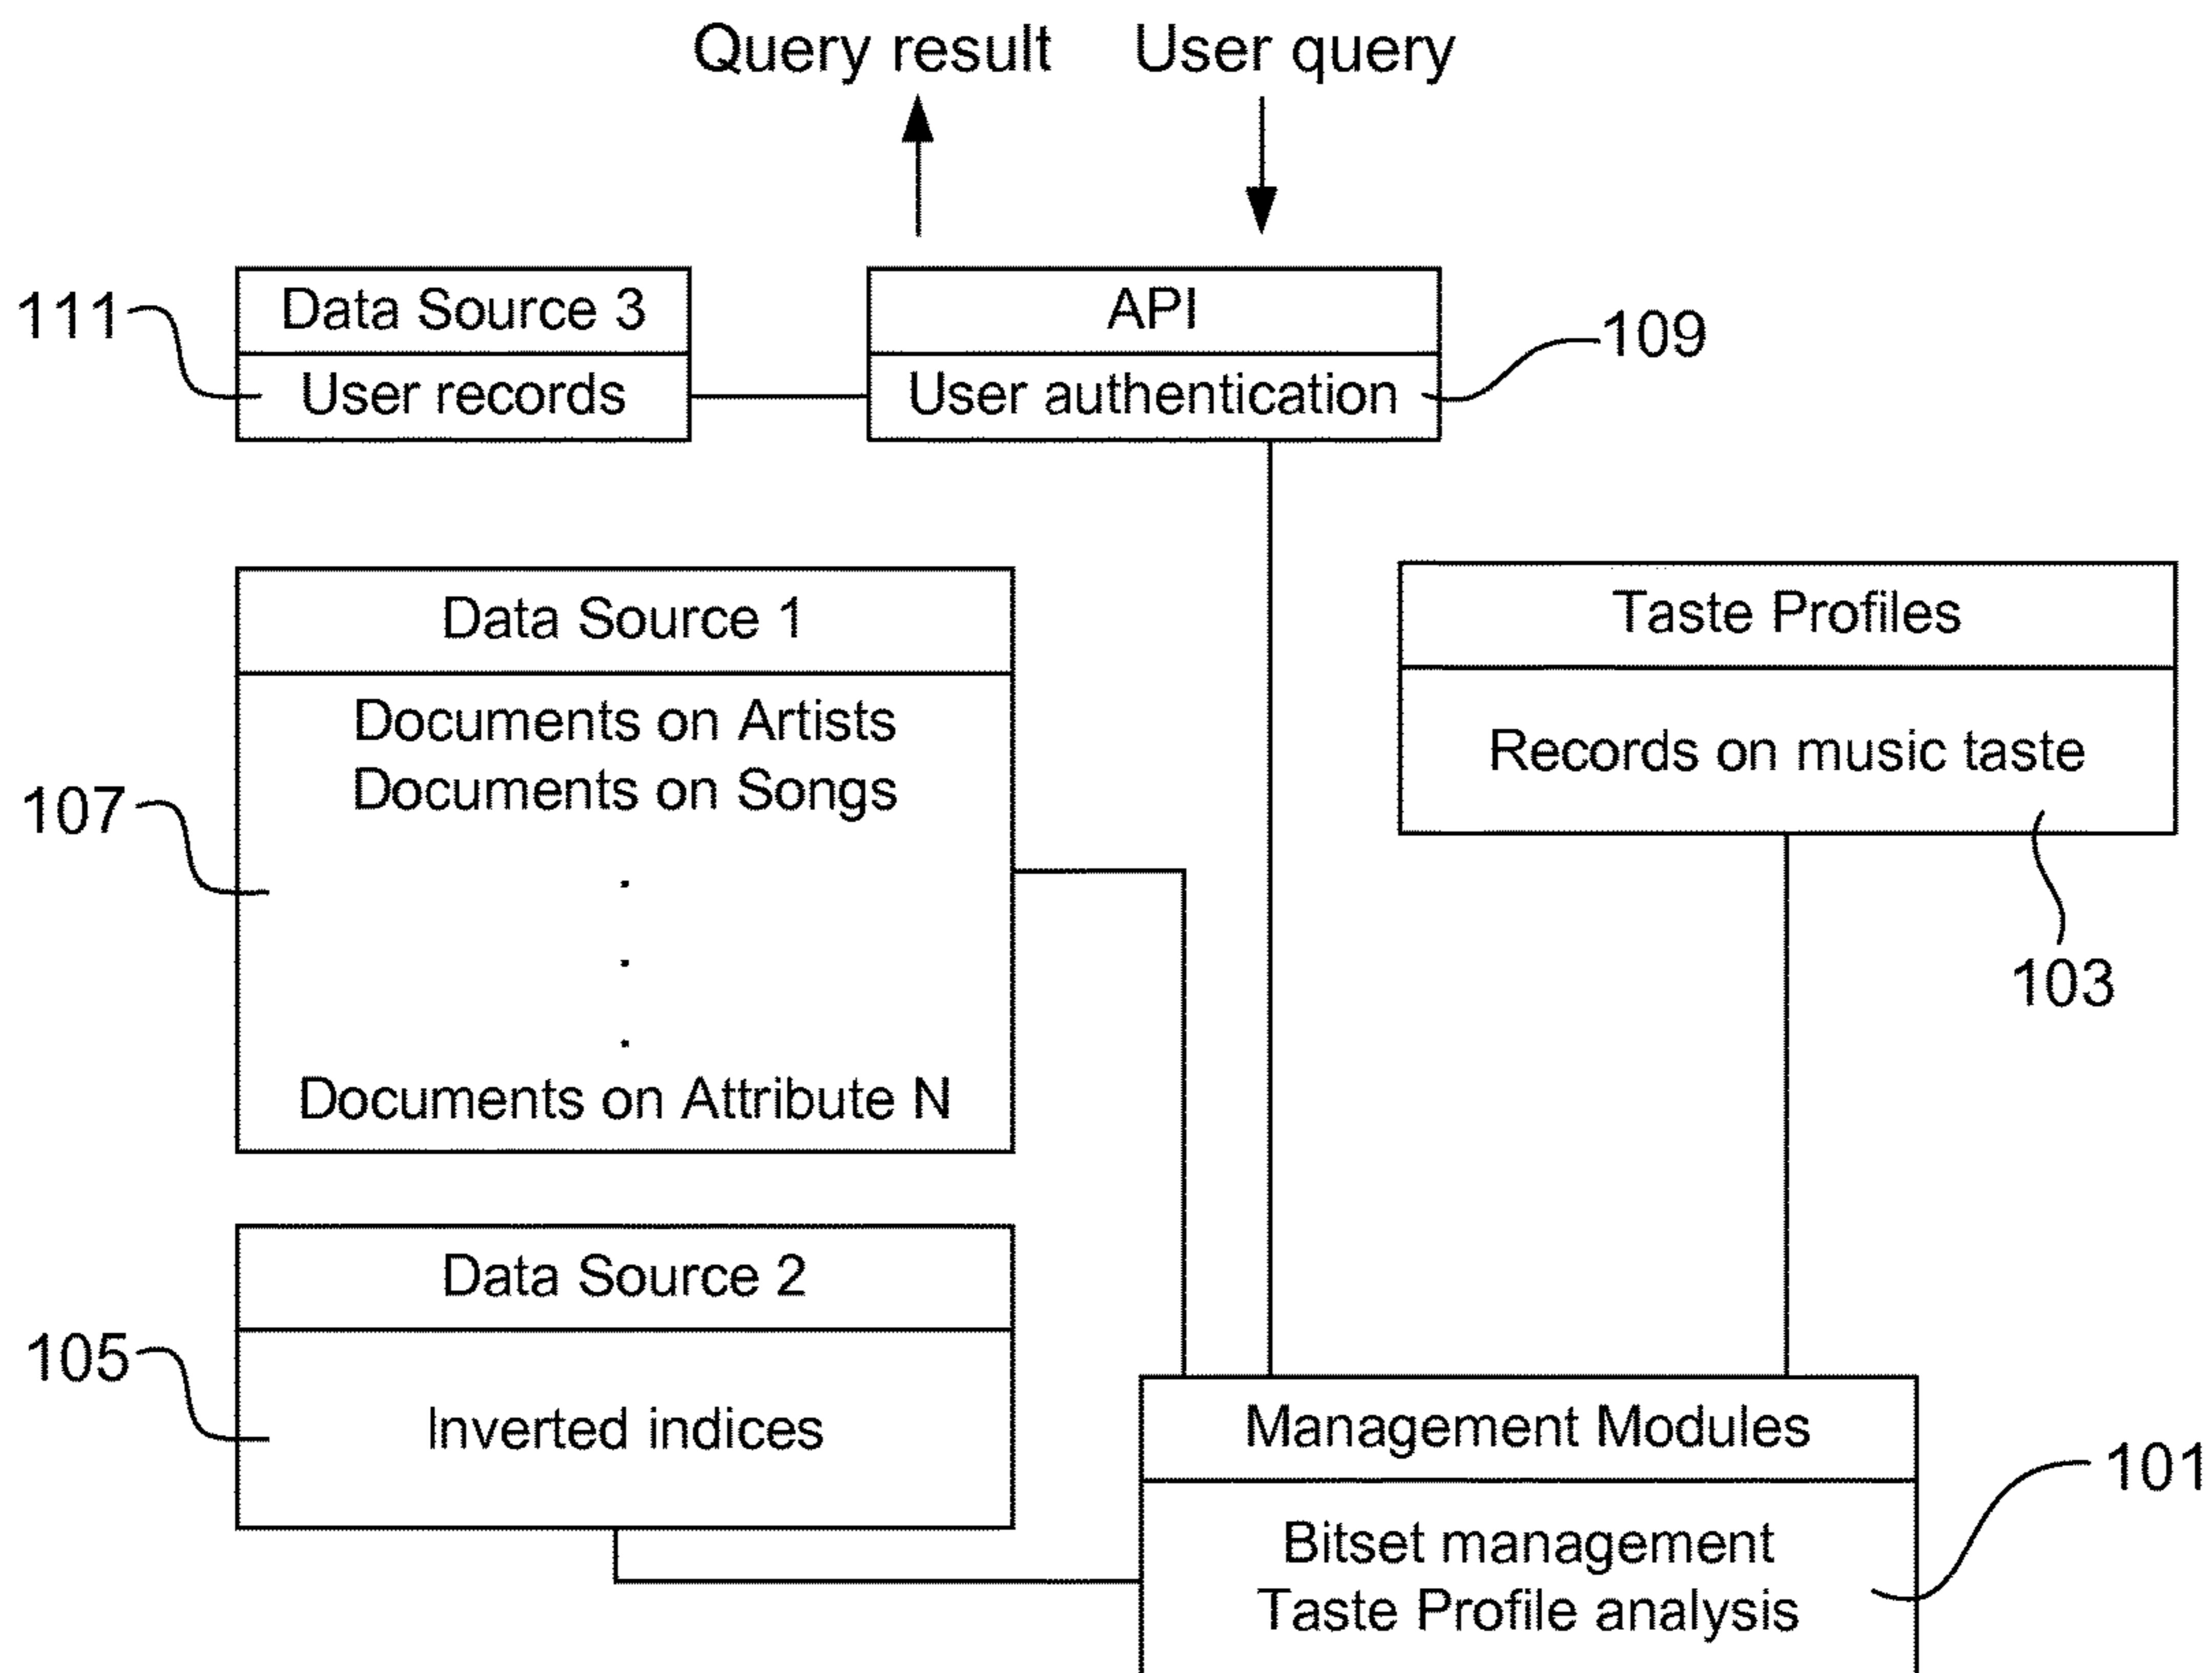 Query result
User query
111
Data Source 3
User records
API
User authentication
109
Data Source 1
Documents on Artists
Documents on Songs
.
.
.
Documents on Attribute N
107
Taste Profiles
Records on music taste
103
Data Source 2
Inverted indices
105
Management Modules
Bitset management
Taste Profile analysis
101